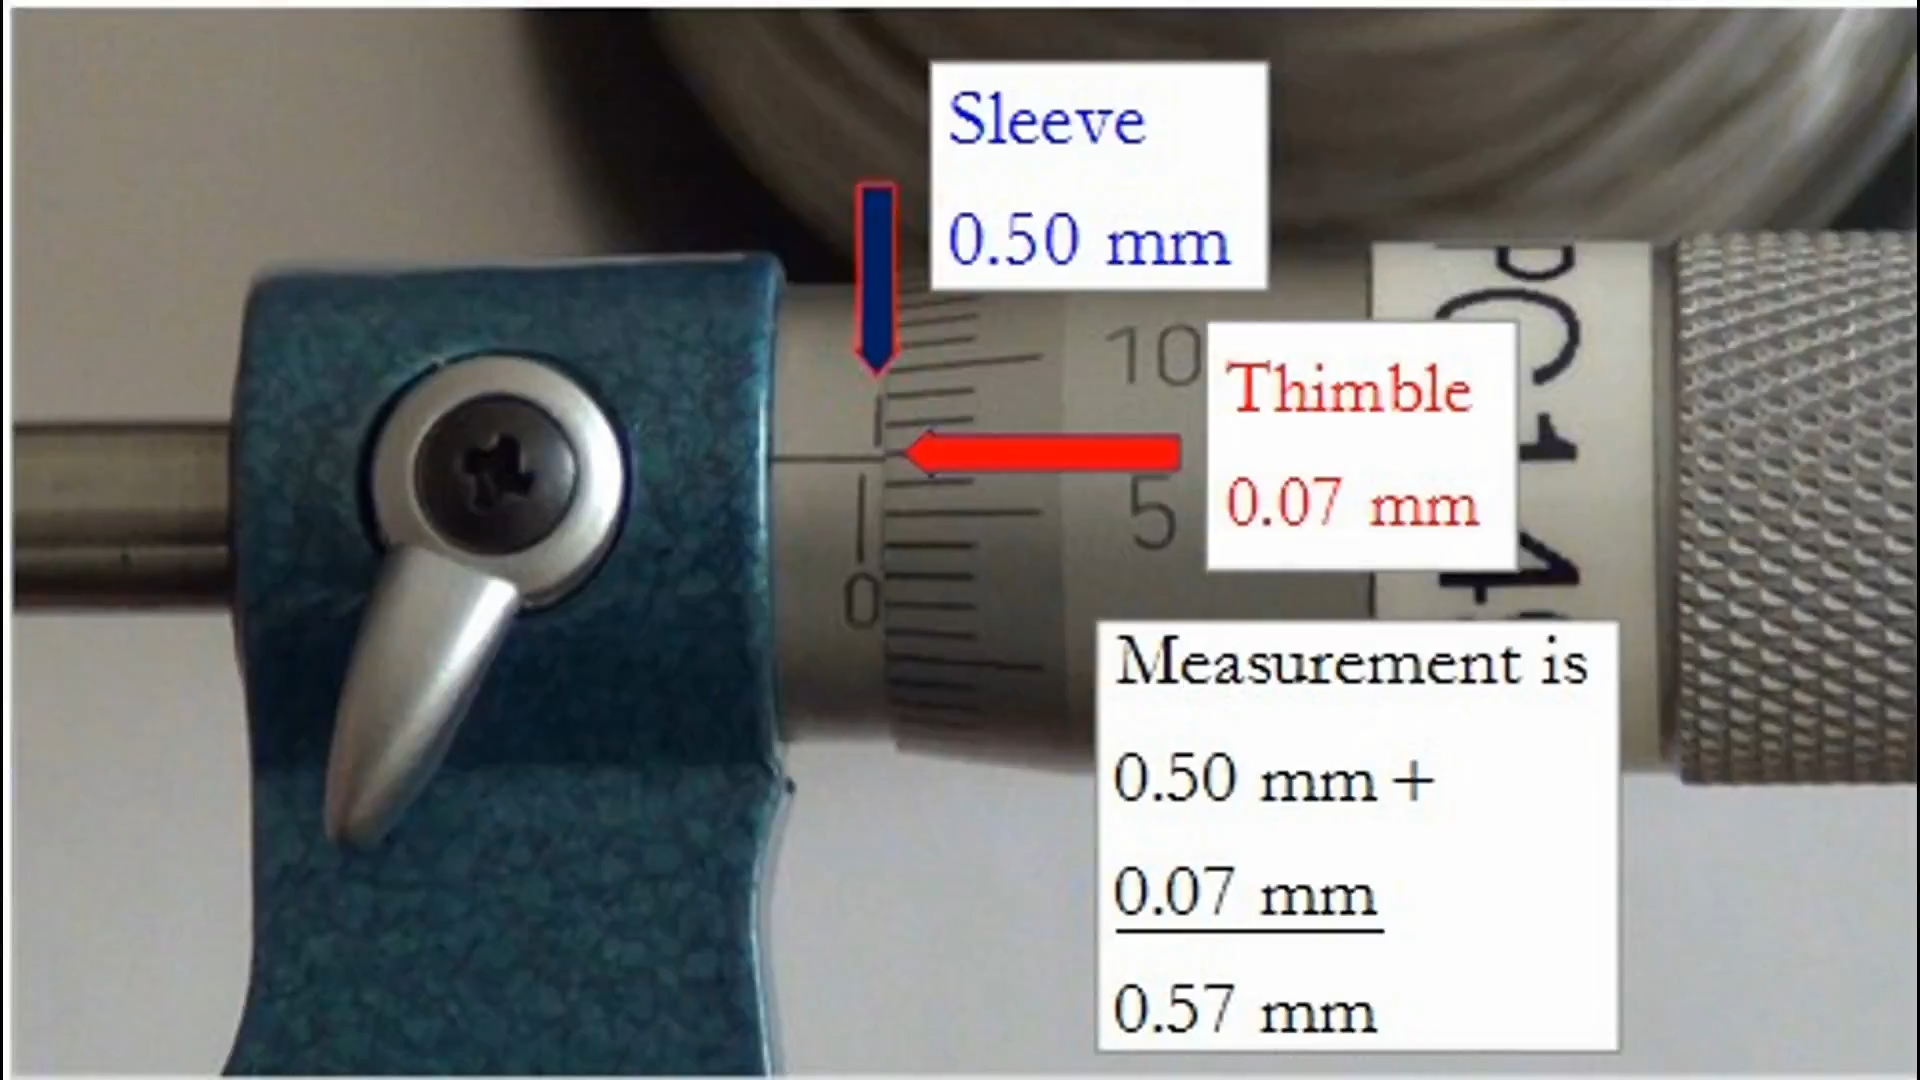 Sleeve
0.50 mm
10
Thimble
0.07 mm
5
0
Measurement is
0.50 mm +
0.07 mm
0.57 mm